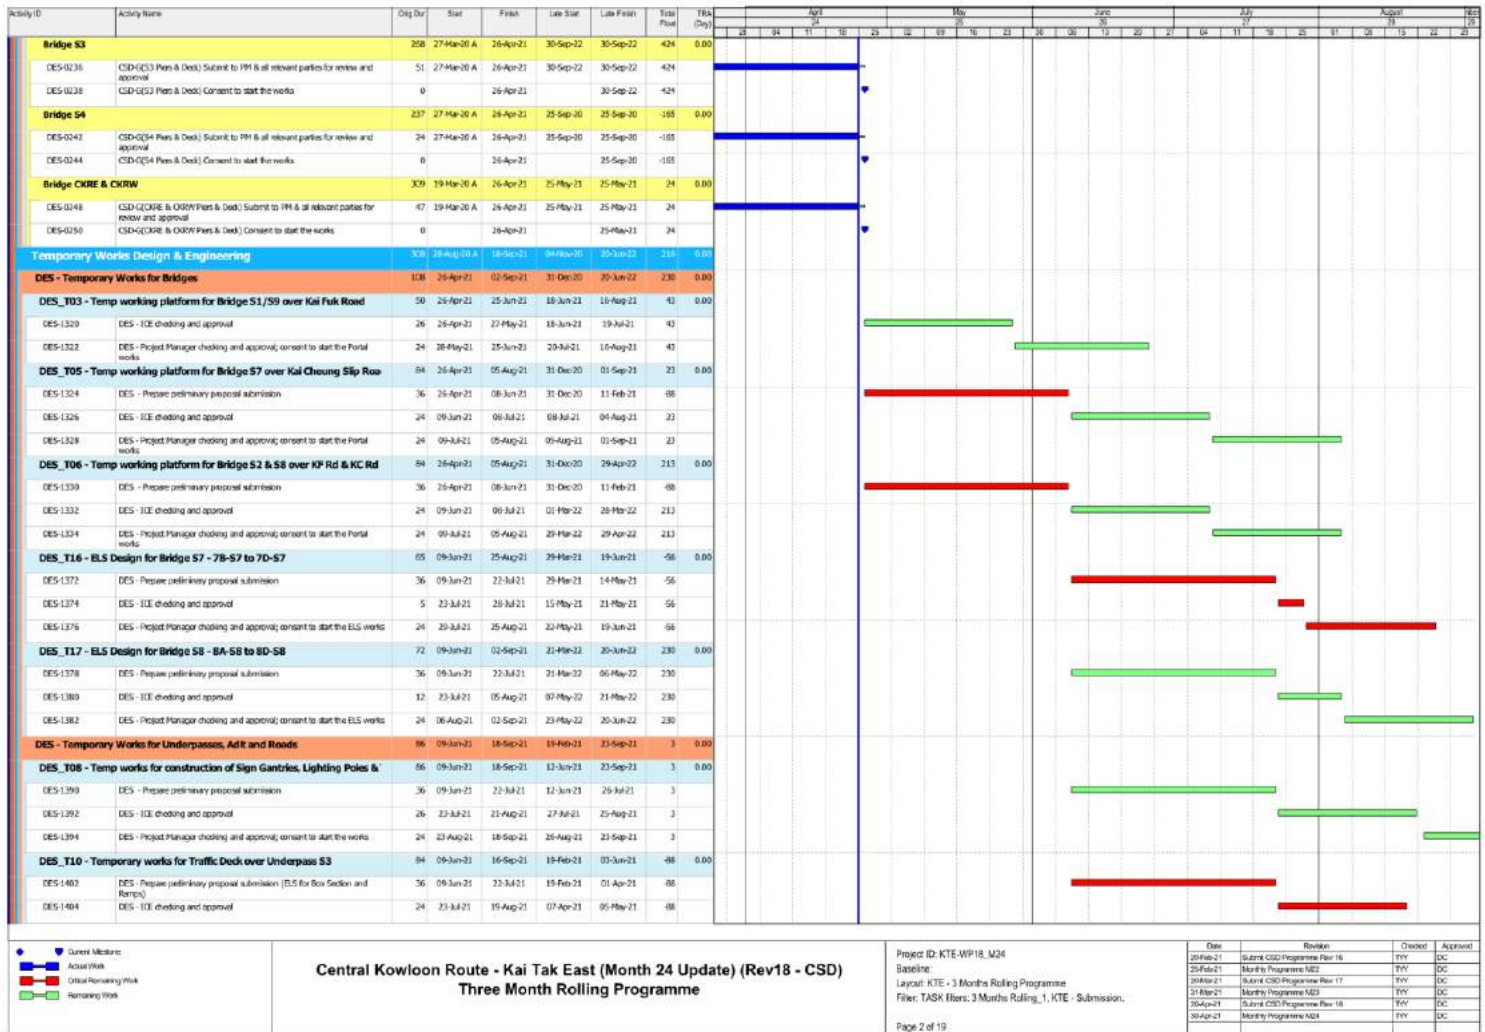 Activity ID Activity Name Orig Dur Start Finish Late Start Late Finish Total Float TRA (Day) April May June July August
24 25 26 27 28
28 04 11 18 25 02 09 16 23 30 06 13 20 27 04 11 18 25 01 08 15 22 29
Bridge S3 268 27-Mar-20 A 26-Apr-21 30-Sep-22 30-Sep-22 424 0.00
DES-0236 CSD-G(S3 Piers & Deck) Submit to PM & all relevant parties for review and approval 51 27-Mar-20 A 26-Apr-21 30-Sep-22 30-Sep-22 424
DES-0238 CSD-G(S3 Piers & Deck) Consent to start the works 0 26-Apr-21 30-Sep-22 424
Bridge S4 237 27-Mar-20 A 26-Apr-21 25-Sep-20 25-Sep-20 -165 0.00
DES-0242 CSD-G(S4 Piers & Deck) Submit to PM & all relevant parties for review and approval 24 27-Mar-20 A 26-Apr-21 25-Sep-20 25-Sep-20 -165
DES-0244 CSD-G(S4 Piers & Deck) Consent to start the works 0 26-Apr-21 25-Sep-20 -165
Bridge CKRE & CKRW 309 19-Mar-20 A 26-Apr-21 25-May-21 25-May-21 24 0.00
DES-0248 CSD-G(CKRE & CKRW Piers & Deck) Submit to PM & all relevant parties for review and approval 47 19-Mar-20 A 26-Apr-21 25-May-21 25-May-21 24
DES-0250 CSD-G(CKRE & CKRW Piers & Deck) Consent to start the works 0 26-Apr-21 25-May-21 24
Temporary Works Design & Engineering 308 28-Aug-20 A 18-Sep-21 04-Nov-20 20-Jun-22 216 0.00
DES - Temporary Works for Bridges 108 26-Apr-21 02-Sep-21 31-Dec-20 20-Jun-22 230 0.00
DES_T03 - Temp working platform for Bridge S1/S9 over Kai Fuk Road 50 26-Apr-21 25-Jun-21 18-Jun-21 16-Aug-21 43 0.00
DES-1320 DES - ICE checking and approval 26 26-Apr-21 27-May-21 18-Jun-21 19-Jul-21 43
DES-1322 DES - Project Manager checking and approval; consent to start the Portal works 24 28-May-21 25-Jun-21 20-Jul-21 16-Aug-21 43
DES_T05 - Temp working platform for Bridge S7 over Kai Cheung Slip Roa 84 26-Apr-21 05-Aug-21 31-Dec-20 01-Sep-21 23 0.00
DES-1324 DES - Prepare preliminary proposal submission 36 26-Apr-21 08-Jun-21 31-Dec-20 11-Feb-21 -88
DES-1326 DES - ICE checking and approval 24 09-Jun-21 08-Jul-21 08-Jul-21 04-Aug-21 23
DES-1328 DES - Project Manager checking and approval; consent to start the Portal works 24 09-Jul-21 05-Aug-21 05-Aug-21 01-Sep-21 23
DES_T06 - Temp working platform for Bridge S2 & S8 over KF Rd & KC Rd 84 26-Apr-21 05-Aug-21 31-Dec-20 29-Apr-22 213 0.00
DES-1330 DES - Prepare preliminary proposal submission 36 26-Apr-21 08-Jun-21 31-Dec-20 11-Feb-21 -88
DES-1332 DES - ICE checking and approval 24 09-Jun-21 08-Jul-21 01-Mar-22 28-Mar-22 213
DES-1334 DES - Project Manager checking and approval; consent to start the Portal works 24 09-Jul-21 05-Aug-21 29-Mar-22 29-Apr-22 213
DES_T16 - ELS Design for Bridge S7 - 7B-S7 to 7D-S7 65 09-Jun-21 25-Aug-21 29-Mar-21 19-Jun-21 -56 0.00
DES-1372 DES - Prepare preliminary proposal submission 36 09-Jun-21 22-Jul-21 29-Mar-21 14-May-21 -56
DES-1374 DES - ICE checking and approval 5 23-Jul-21 28-Jul-21 15-May-21 21-May-21 -56
DES-1376 DES - Project Manager checking and approval; consent to start the ELS works 24 29-Jul-21 25-Aug-21 22-May-21 19-Jun-21 -56
DES_T17 - ELS Design for Bridge S8 - 8A-S8 to 8D-S8 72 09-Jun-21 02-Sep-21 21-Mar-22 20-Jun-22 230 0.00
DES-1378 DES - Prepare preliminary proposal submission 36 09-Jun-21 22-Jul-21 21-Mar-22 06-May-22 230
DES-1380 DES - ICE checking and approval 12 23-Jul-21 05-Aug-21 07-May-22 21-May-22 230
DES-1382 DES - Project Manager checking and approval; consent to start the ELS works 24 06-Aug-21 02-Sep-21 23-May-22 20-Jun-22 230
DES - Temporary Works for Underpasses, Adit and Roads 86 09-Jun-21 18-Sep-21 19-Feb-21 23-Sep-21 3 0.00
DES_T08 - Temp works for construction of Sign Gantries, Lighting Poles & 86 09-Jun-21 18-Sep-21 12-Jun-21 23-Sep-21 3 0.00
DES-1390 DES - Prepare preliminary proposal submission 36 09-Jun-21 22-Jul-21 12-Jun-21 26-Jul-21 3
DES-1392 DES - ICE checking and approval 26 23-Jul-21 21-Aug-21 27-Jul-21 25-Aug-21 3
DES-1394 DES - Project Manager checking and approval; consent to start the works 24 23-Aug-21 18-Sep-21 26-Aug-21 23-Sep-21 3
DES_T10 - Temporary works for Traffic Deck over Underpass S3 84 09-Jun-21 16-Sep-21 19-Feb-21 03-Jun-21 -88 0.00
DES-1402 DES - Prepare preliminary proposal submission (ELS for Box Section and Ramps) 36 09-Jun-21 22-Jul-21 19-Feb-21 01-Apr-21 -88
DES-1404 DES - ICE checking and approval 24 23-Jul-21 19-Aug-21 07-Apr-21 05-May-21 -88
Current Milestone
Actual Work
Critical Remaining Work
Remaining Work
Central Kowloon Route - Kai Tak East (Month 24 Update) (Rev18 - CSD)
Three Month Rolling Programme
Project ID: KTE-WP18_M24
Baseline:
Layout: KTE - 3 Months Rolling Programme
Filter: TASK filters: 3 Months Rolling_1, KTE - Submission.
Page 2 of 19
Date Revision Checked Approved
20-Feb-21 Submit CSD Programme Rev 16 TYY DC
25-Feb-21 Monthly Programme M22 TYY DC
20-Mar-21 Submit CSD Programme Rev 17 TYY DC
31-Mar-21 Monthly Programme M23 TYY DC
20-Apr-21 Submit CSD Programme Rev 18 TYY DC
30-Apr-21 Monthly Programme M24 TYY DC